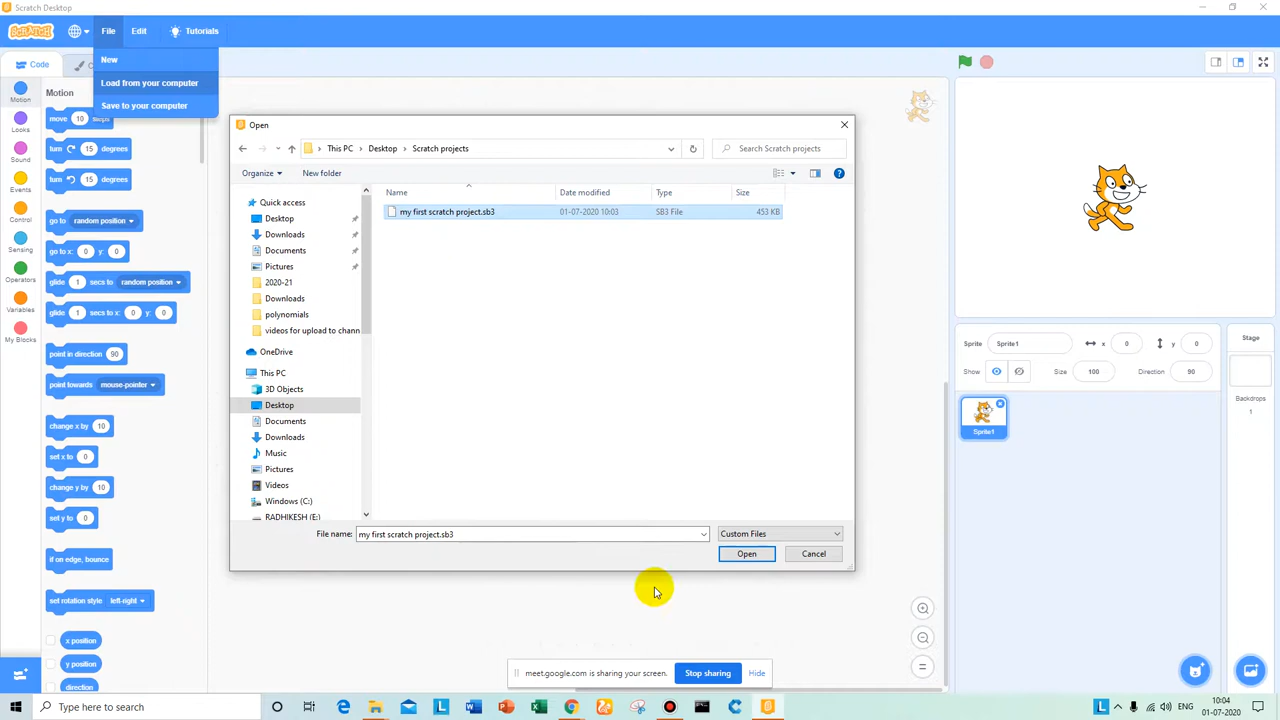 Scratch Desktop
SCRATCH File Edit Tutorials
Code
New
Load from your computer
Save to your computer
Motion
Looks
Sound
Events
Control
Sensing
Operators
Variables
My Blocks
Motion
move 10 steps
turn 15 degrees
turn 15 degrees
go to random position
go to x: 0 y: 0
glide 1 secs to random position
glide 1 secs to x: 0 y: 0
point in direction 90
point towards mouse-pointer
change x by 10
set x to 0
change y by 10
set y to 0
if on edge, bounce
set rotation style left-right
x position
y position
direction
Open
This PC > Desktop > Scratch projects
Search Scratch projects
Organize New folder
Name Date modified Type Size
my first scratch project.sb3 01-07-2020 10:03 SB3 File 453 KB
Quick access
Desktop
Downloads
Documents
Pictures
2020-21
Downloads
polynomials
videos for upload to chann
OneDrive
This PC
3D Objects
Desktop
Documents
Downloads
Music
Pictures
Videos
Windows (C:)
RADHIKESH (E:)
File name: my first scratch project.sb3 Custom Files
Open Cancel
Sprite Sprite1 x 0 y 0
Show Size 100 Direction 90
Sprite1
Stage
Backdrops
1
meet.google.com is sharing your screen. Stop sharing Hide
Type here to search
10:04
01-07-2020